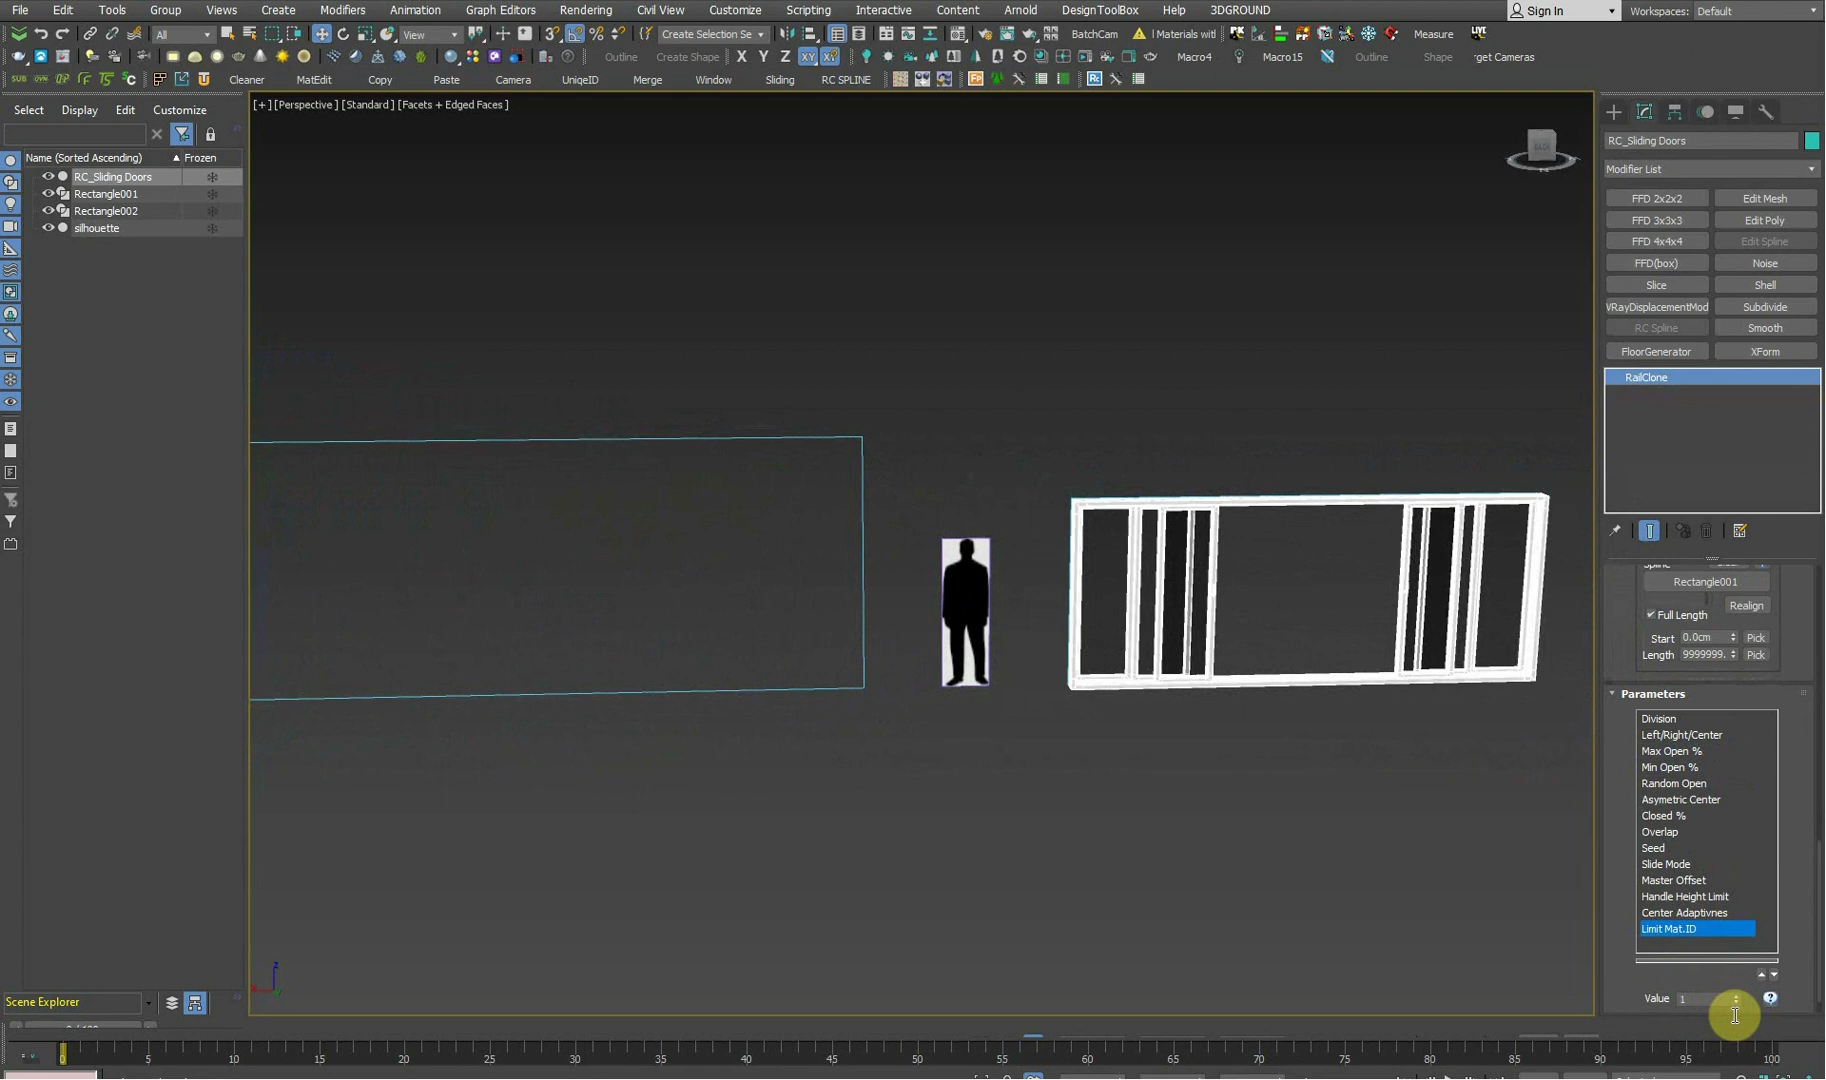 File Edit Tools Group Views Create Modifiers Animation Graph Editors Rendering Civil View Customize Scripting Interactive Content Arnold DesignToolBox Help 3DGROUND Sign In Workspaces: Default
All View Create Selection Se BatchCam I Materials witl Measure LIVE
Outline Create Shape X Y Z XY Macro4 Macro15 Outline Shape rget Cameras
Cleaner MatEdit Copy Paste Camera UniqeID Merge Window Sliding RC SPLINE
Select Display Edit Customize
[+] [Perspective] [Standard] [Facets + Edged Faces]
Name (Sorted Ascending) Frozen
RC_Sliding Doors
Rectangle001
Rectangle002
silhouette
RC_Sliding Doors
Modifier List
FFD 2x2x2 Edit Mesh
FFD 3x3x3 Edit Poly
FFD 4x4x4 Edit Spline
FFD(box) Noise
Slice Shell
VRayDisplacementMod Subdivide
RC Spline Smooth
FloorGenerator XForm
RailClone
Rectangle001
Full Length Realign
Start 0.0cm Pick
Length 9999999. Pick
Parameters
Division
Left/Right/Center
Max Open %
Min Open %
Random Open
Asymetric Center
Closed %
Overlap
Seed
Slide Mode
Master Offset
Handle Height Limit
Center Adaptivnes
Limit Mat.ID
Value 1
Scene Explorer
0 5 10 15 20 25 30 35 40 45 50 55 60 65 70 75 80 85 90 95 100